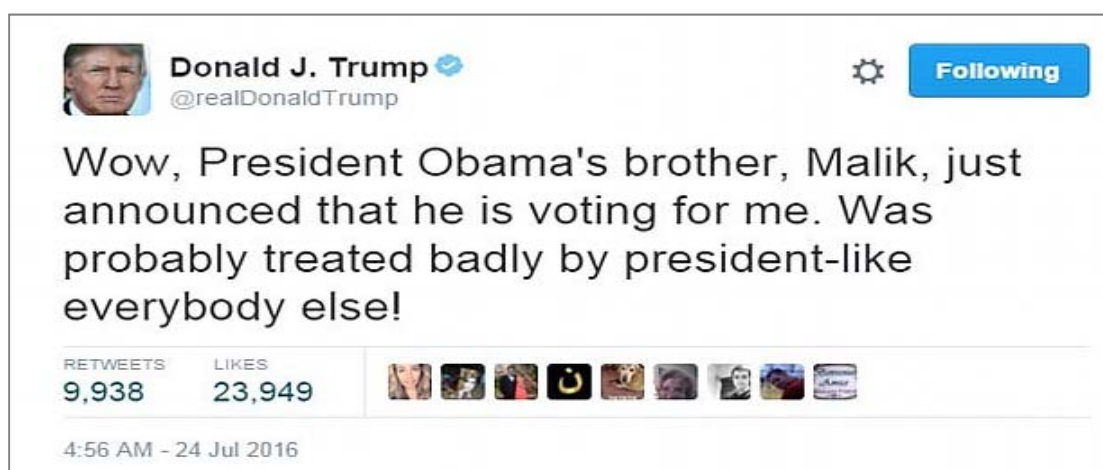 Donald J. Trump
@realDonaldTrump
Following
Wow, President Obama's brother, Malik, just
announced that he is voting for me. Was
probably treated badly by president-like
everybody else!
RETWEETS LIKES
9,938 23,949
ن
4:56 AM - 24 Jul 2016